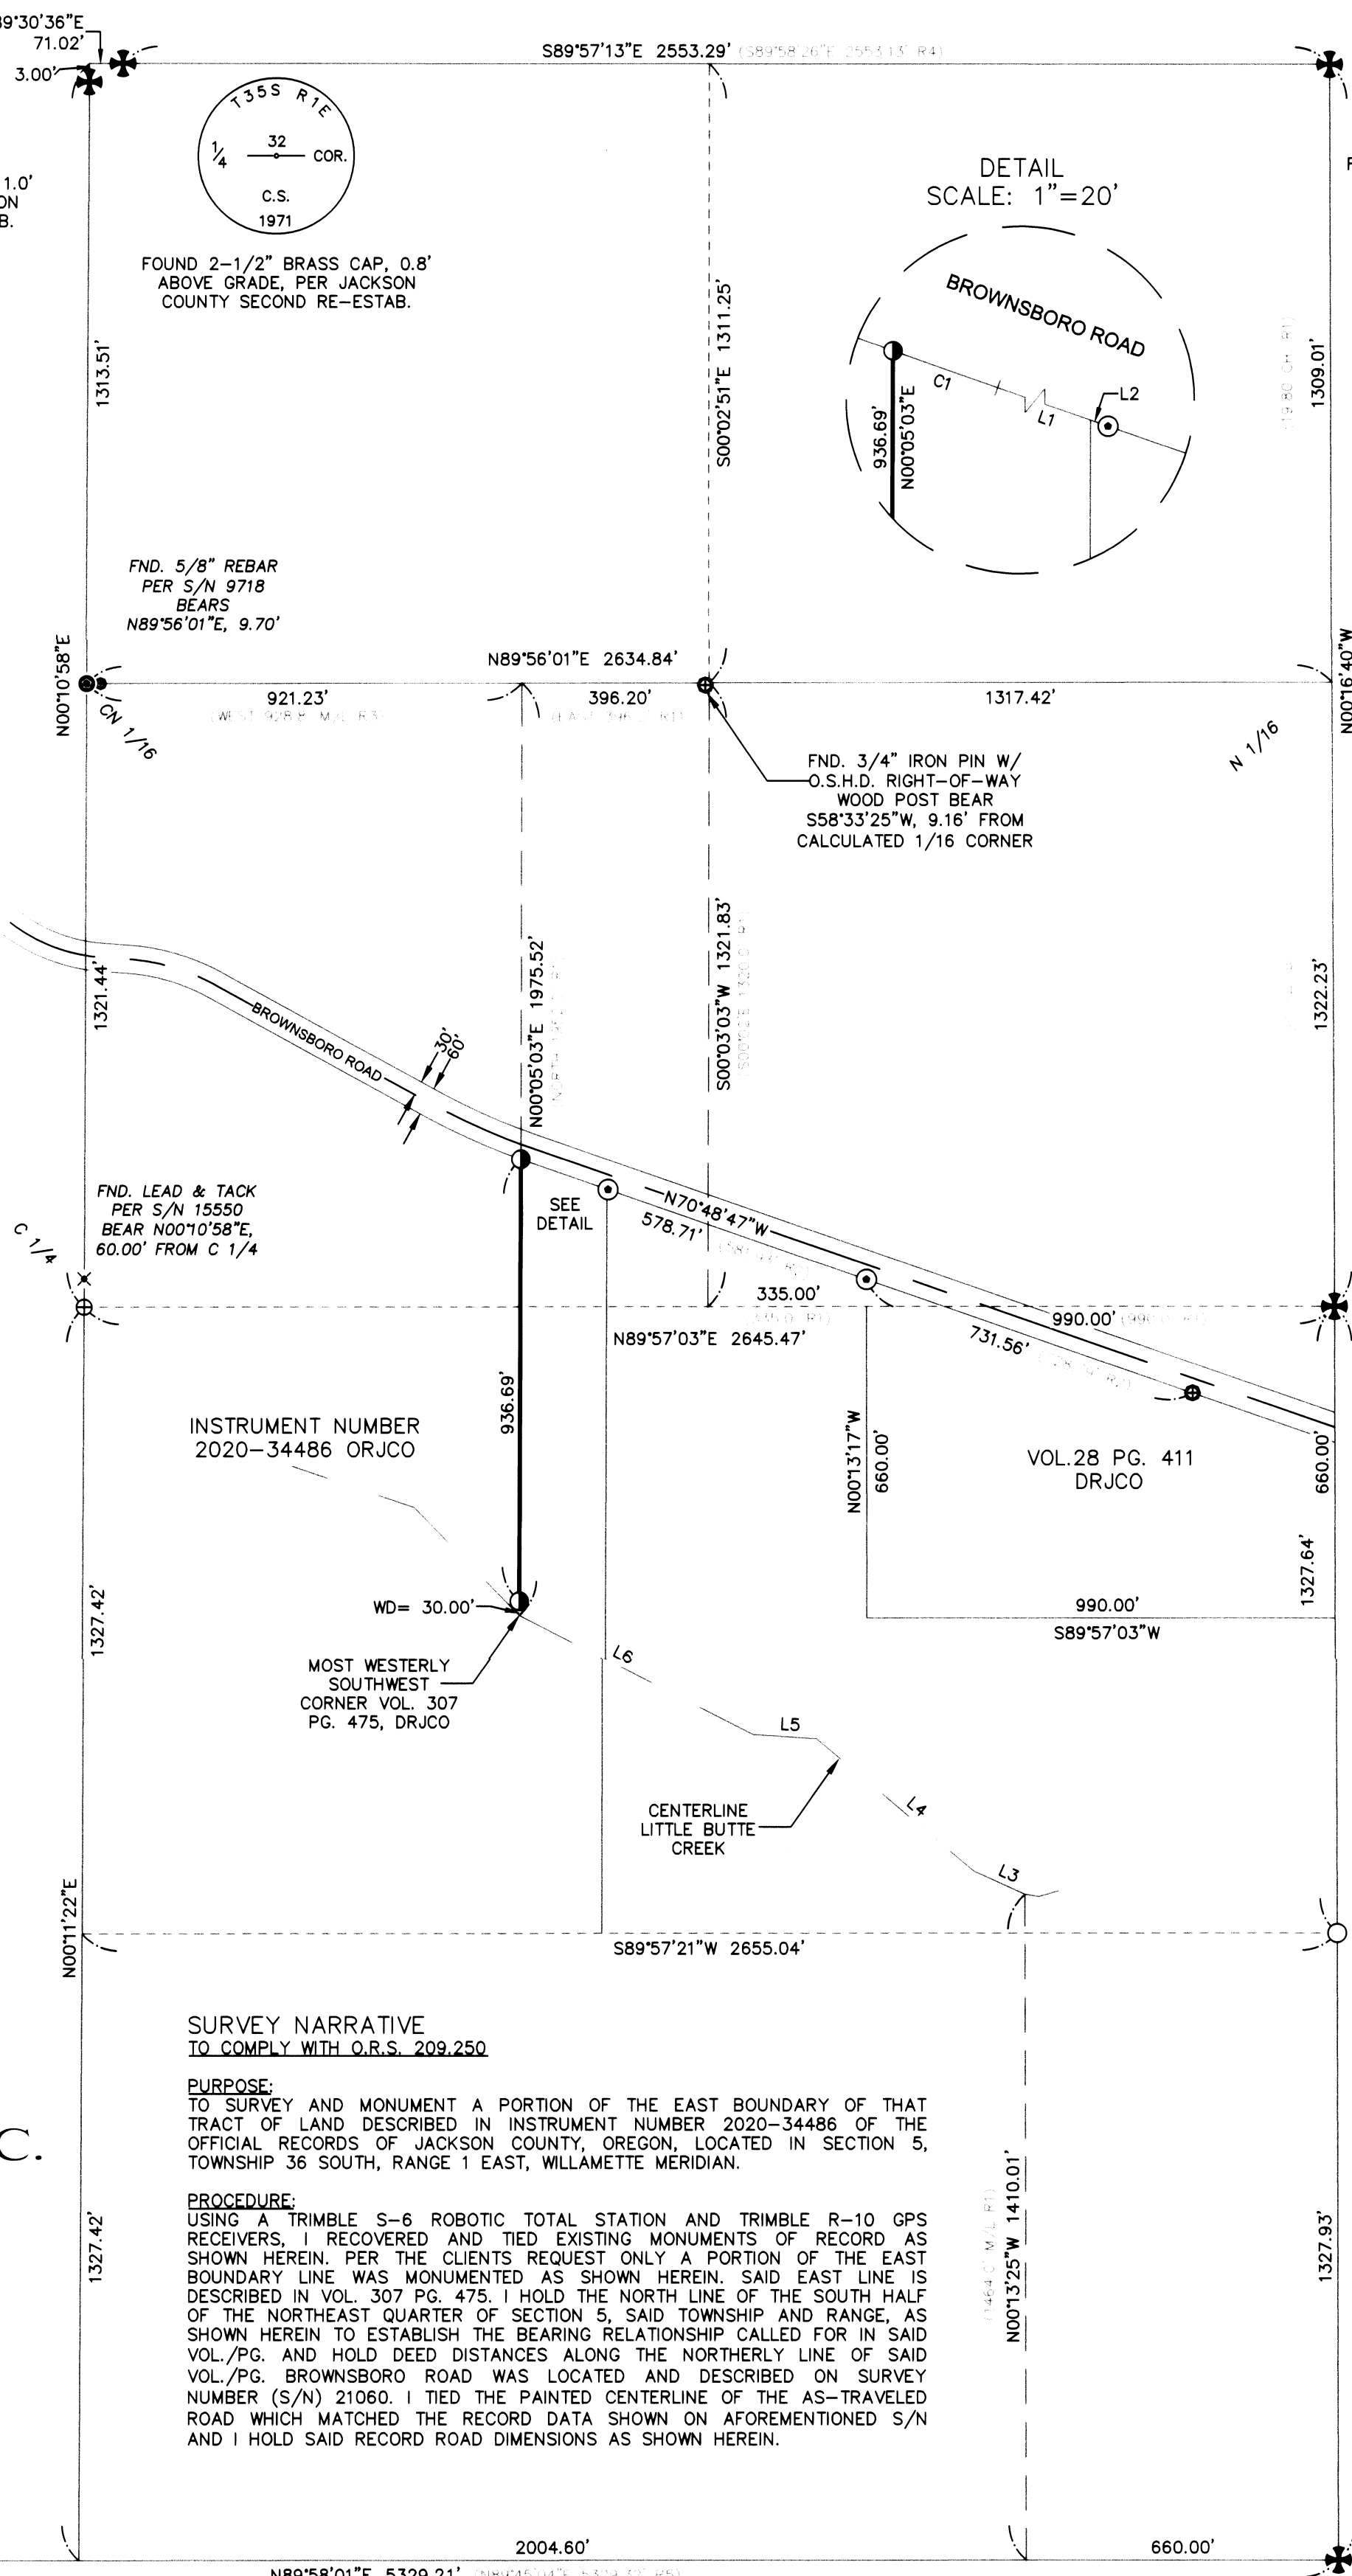 71.02'
3.00'
S89°57'13"E 2553.29' (S89°58'26"E 2553.13' R4)
T35S R1E
1/4 32 COR.
C.S.
1971
FOUND 2-1/2" BRASS CAP, 0.8'
ABOVE GRADE, PER JACKSON
COUNTY SECOND RE-ESTAB.
DETAIL
SCALE: 1"=20'
BROWNSBORO ROAD
C1
L1
L2
936.69'
N00°05'03"E
1313.51'
S00°02'51"E 1311.25'
1309.01'
(19.80 CH. R1)
FND. 5/8" REBAR
PER S/N 9718
BEARS
N89°56'01"E, 9.70'
N00°10'58"E
N89°56'01"E 2634.84'
921.23'
396.20'
1317.42'
N00°16'40"W
CN 1/16
N 1/16
FND. 3/4" IRON PIN W/
O.S.H.D. RIGHT-OF-WAY
WOOD POST BEAR
S58°33'25"W, 9.16' FROM
CALCULATED 1/16 CORNER
1321.44'
N00°05'03"E 1975.52'
S00°03'03"W 1321.83'
1322.23'
BROWNSBORO ROAD
30'
60'
FND. LEAD & TACK
PER S/N 15550
BEAR N00°10'58"E,
60.00' FROM C 1/4
C 1/4
SEE
DETAIL
N70°48'47"W
578.71'
335.00'
990.00'
N89°57'03"E 2645.47'
731.56'
936.69'
INSTRUMENT NUMBER
2020-34486 ORJCO
N00°13'17"W
660.00'
VOL.28 PG. 411
DRJCO
660.00'
1327.42'
1327.64'
WD= 30.00'
990.00'
S89°57'03"W
MOST WESTERLY
SOUTHWEST
CORNER VOL. 307
PG. 475, DRJCO
L6
L5
CENTERLINE
LITTLE BUTTE
CREEK
L4
L3
N00°11'22"E
S89°57'21"W 2655.04'
SURVEY NARRATIVE
TO COMPLY WITH O.R.S. 209.250
PURPOSE:
TO SURVEY AND MONUMENT A PORTION OF THE EAST BOUNDARY OF THAT
TRACT OF LAND DESCRIBED IN INSTRUMENT NUMBER 2020-34486 OF THE
OFFICIAL RECORDS OF JACKSON COUNTY, OREGON, LOCATED IN SECTION 5,
TOWNSHIP 36 SOUTH, RANGE 1 EAST, WILLAMETTE MERIDIAN.
PROCEDURE:
USING A TRIMBLE S-6 ROBOTIC TOTAL STATION AND TRIMBLE R-10 GPS
RECEIVERS, I RECOVERED AND TIED EXISTING MONUMENTS OF RECORD AS
SHOWN HEREIN. PER THE CLIENTS REQUEST ONLY A PORTION OF THE EAST
BOUNDARY LINE WAS MONUMENTED AS SHOWN HEREIN. SAID EAST LINE IS
DESCRIBED IN VOL. 307 PG. 475. I HOLD THE NORTH LINE OF THE SOUTH HALF
OF THE NORTHEAST QUARTER OF SECTION 5, SAID TOWNSHIP AND RANGE, AS
SHOWN HEREIN TO ESTABLISH THE BEARING RELATIONSHIP CALLED FOR IN SAID
VOL./PG. AND HOLD DEED DISTANCES ALONG THE NORTHERLY LINE OF SAID
VOL./PG. BROWNSBORO ROAD WAS LOCATED AND DESCRIBED ON SURVEY
NUMBER (S/N) 21060. I TIED THE PAINTED CENTERLINE OF THE AS-TRAVELED
ROAD WHICH MATCHED THE RECORD DATA SHOWN ON AFOREMENTIONED S/N
AND I HOLD SAID RECORD ROAD DIMENSIONS AS SHOWN HEREIN.
1327.42'
N00°13'25"W 1410.01'
1327.93'
2004.60'
660.00'
N89°58'01"E 5329.21' (N89°45'04"E 5329.32' R5)